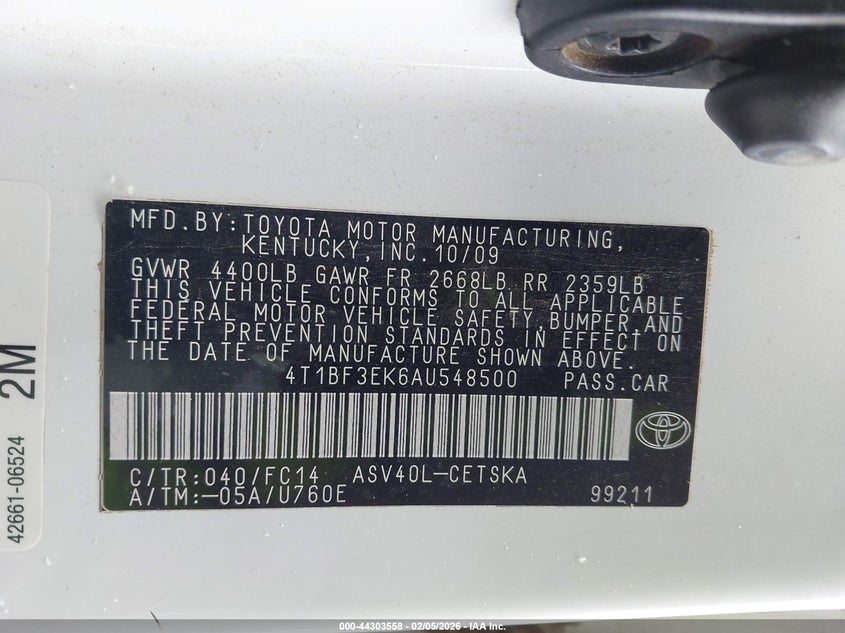 MFD.BY:TOYOTA MOTOR MANUFACTURING,
KENTUCKY,INC.10/09
GVWR 4400LB GAWR FR 2668LB RR 2359LB
THIS VEHICLE CONFORMS TO ALL APPLICABLE
FEDERAL MOTOR VEHICLE SAFETY,BUMPER,AND
THEFT PREVENTION STANDARDS IN EFFECT ON
THE DATE OF MANUFACTURE SHOWN ABOVE.
4T1BF3EK6AU548500 PASS.CAR
C/TR:040/FC14 ASV40L-CETSKA
A/TM:-05A/U760E 99211
42661-06524 2M
000-44303558 - 02/05/2026 - IAA Inc.